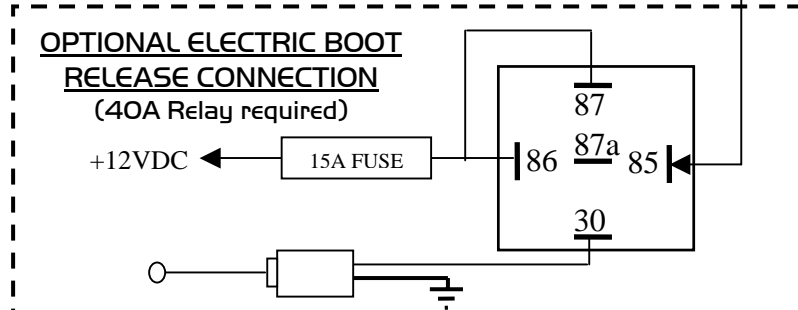 OPTIONAL ELECTRIC BOOT
RELEASE CONNECTION
(40A Relay required)
+12VDC
15A FUSE
87
87a
86
85
30